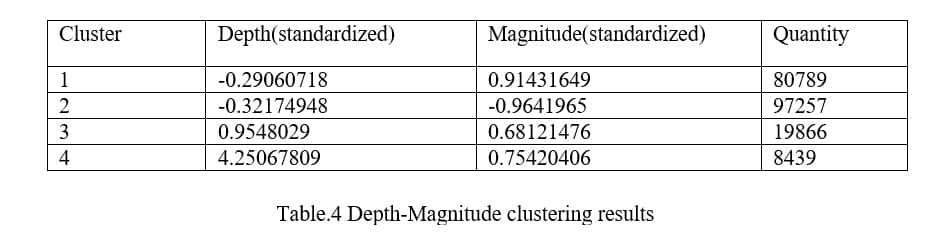 Cluster Depth(standardized) Magnitude(standardized) Quantity
1 -0.29060718 0.91431649 80789
2 -0.32174948 -0.9641965 97257
3 0.9548029 0.68121476 19866
4 4.25067809 0.75420406 8439
Table.4 Depth-Magnitude clustering results